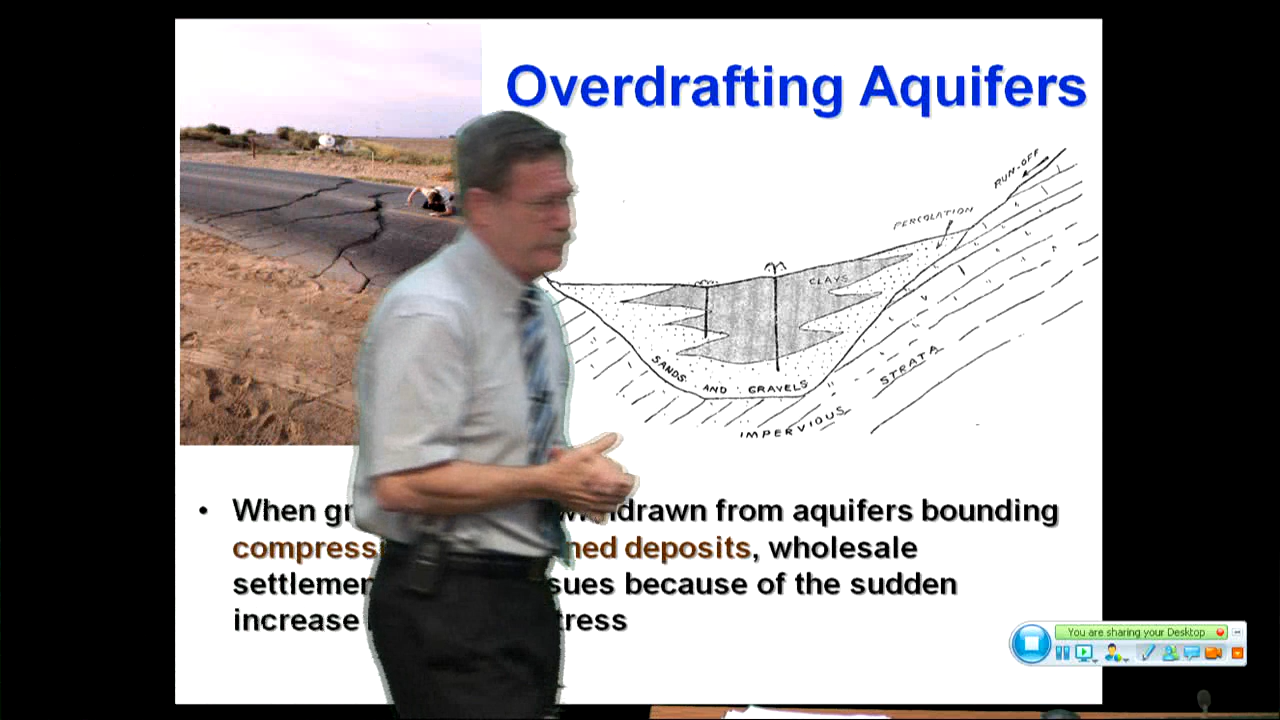 Overdrafting Aquifers
RUN-OFF
PERCOLATION
CLAYS
SANDS AND GRAVELS
STRATA
IMPERVIOUS
• When gr drawn from aquifers bounding
compress ned deposits, wholesale
settlemen sues because of the sudden
increase tress
You are sharing your Desktop